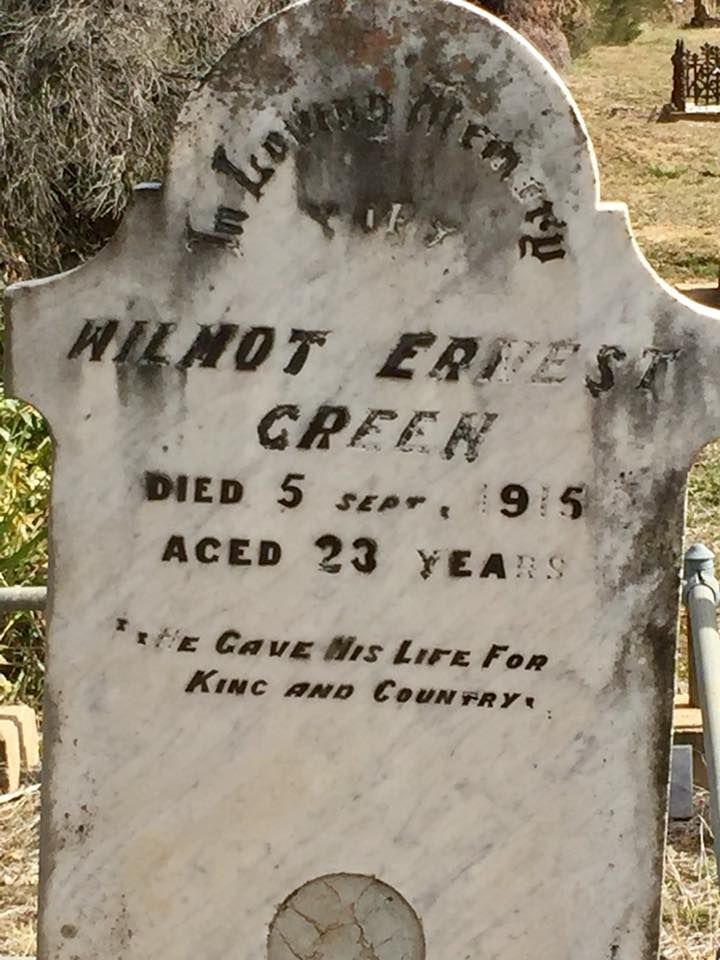 In Loving Memory
of
WILMOT ERNEST
GREEN
DIED 5 SEPT, 1915
AGED 23 YEARS
"HE GAVE HIS LIFE FOR
KING AND COUNTRY"